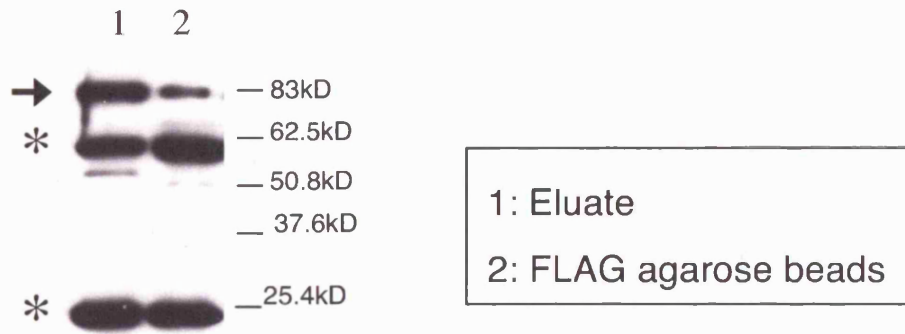 1 2
83kD
* 62.5kD
50.8kD
37.6kD
* 25.4kD
1: Eluate
2: FLAG agarose beads